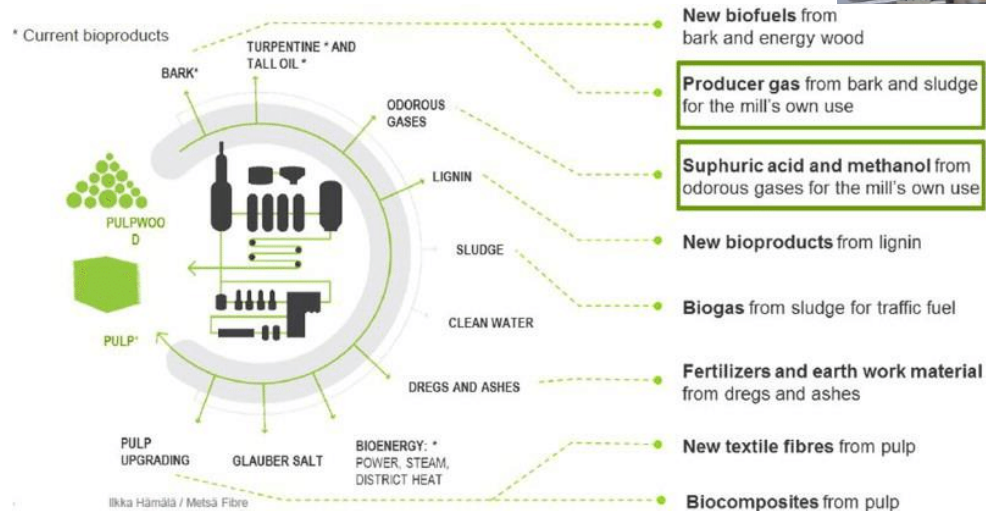 * Current bioproducts
TURPENTINE * AND
TALL OIL *
BARK*
ODOROUS
GASES
LIGNIN
SLUDGE
CLEAN WATER
DREGS AND ASHES
BIOENERGY: *
POWER, STEAM,
DISTRICT HEAT
GLAUBER SALT
PULP
UPGRADING
PULPWOO
D
PULP*
New biofuels from
bark and energy wood
Producer gas from bark and sludge
for the mill's own use
Suphuric acid and methanol from
odorous gases for the mill's own use
New bioproducts from lignin
Biogas from sludge for traffic fuel
Fertilizers and earth work material
from dregs and ashes
New textile fibres from pulp
Biocomposites from pulp
Ilkka Hämälä / Metsä Fibre